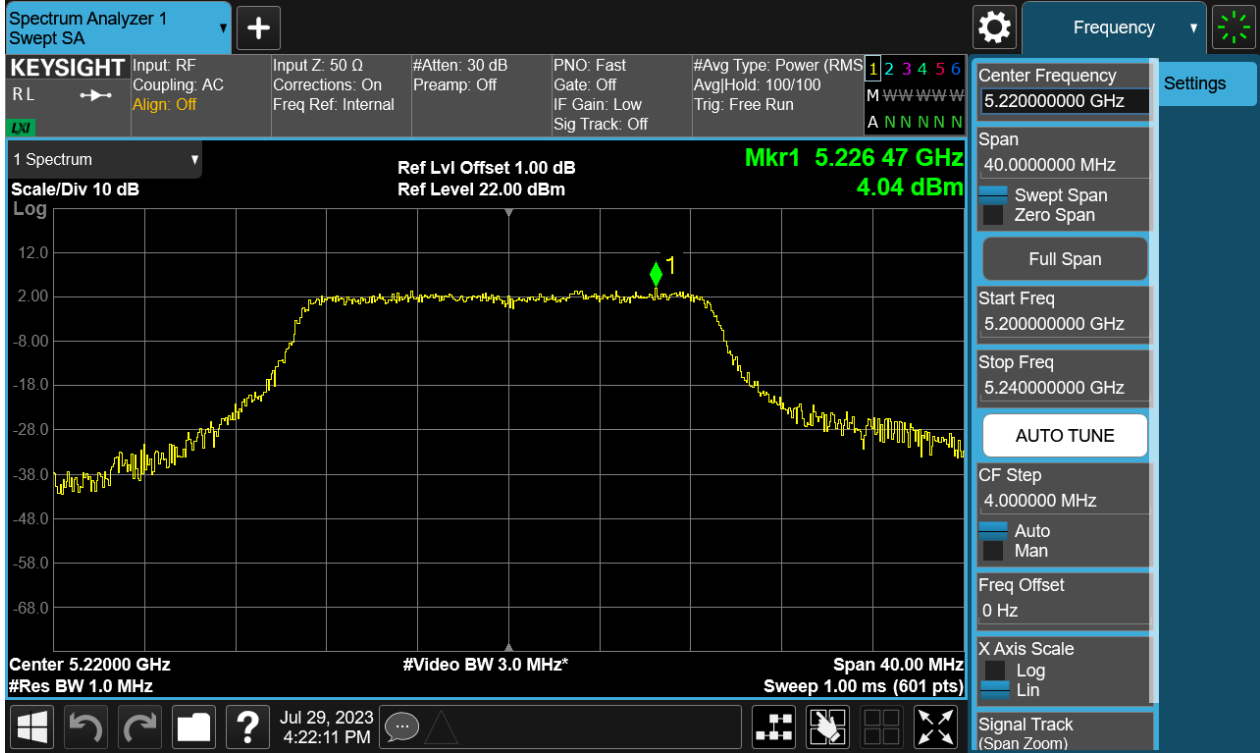 Spectrum Analyzer 1
Swept SA
+
Frequency
KEYSIGHT
R L
LXI
Input: RF
Coupling: AC
Align: Off
Input Z: 50 Ω
Corrections: On
Freq Ref: Internal
#Atten: 30 dB
Preamp: Off
PNO: Fast
Gate: Off
IF Gain: Low
Sig Track: Off
#Avg Type: Power (RMS
Avg|Hold: 100/100
Trig: Free Run
1 2 3 4 5 6
M W W W W W
A N N N N N
1 Spectrum
Scale/Div 10 dB
Log
Ref Lvl Offset 1.00 dB
Ref Level 22.00 dBm
Mkr1 5.226 47 GHz
4.04 dBm
1
12.0
2.00
-8.00
-18.0
-28.0
-38.0
-48.0
-58.0
-68.0
Center 5.22000 GHz
#Res BW 1.0 MHz
#Video BW 3.0 MHz*
Span 40.00 MHz
Sweep 1.00 ms (601 pts)
?
Jul 29, 2023
4:22:11 PM
Center Frequency
5.220000000 GHz
Span
40.0000000 MHz
Swept Span
Zero Span
Full Span
Start Freq
5.200000000 GHz
Stop Freq
5.240000000 GHz
AUTO TUNE
CF Step
4.000000 MHz
Auto
Man
Freq Offset
0 Hz
X Axis Scale
Log
Lin
Signal Track
(Span Zoom)
Settings